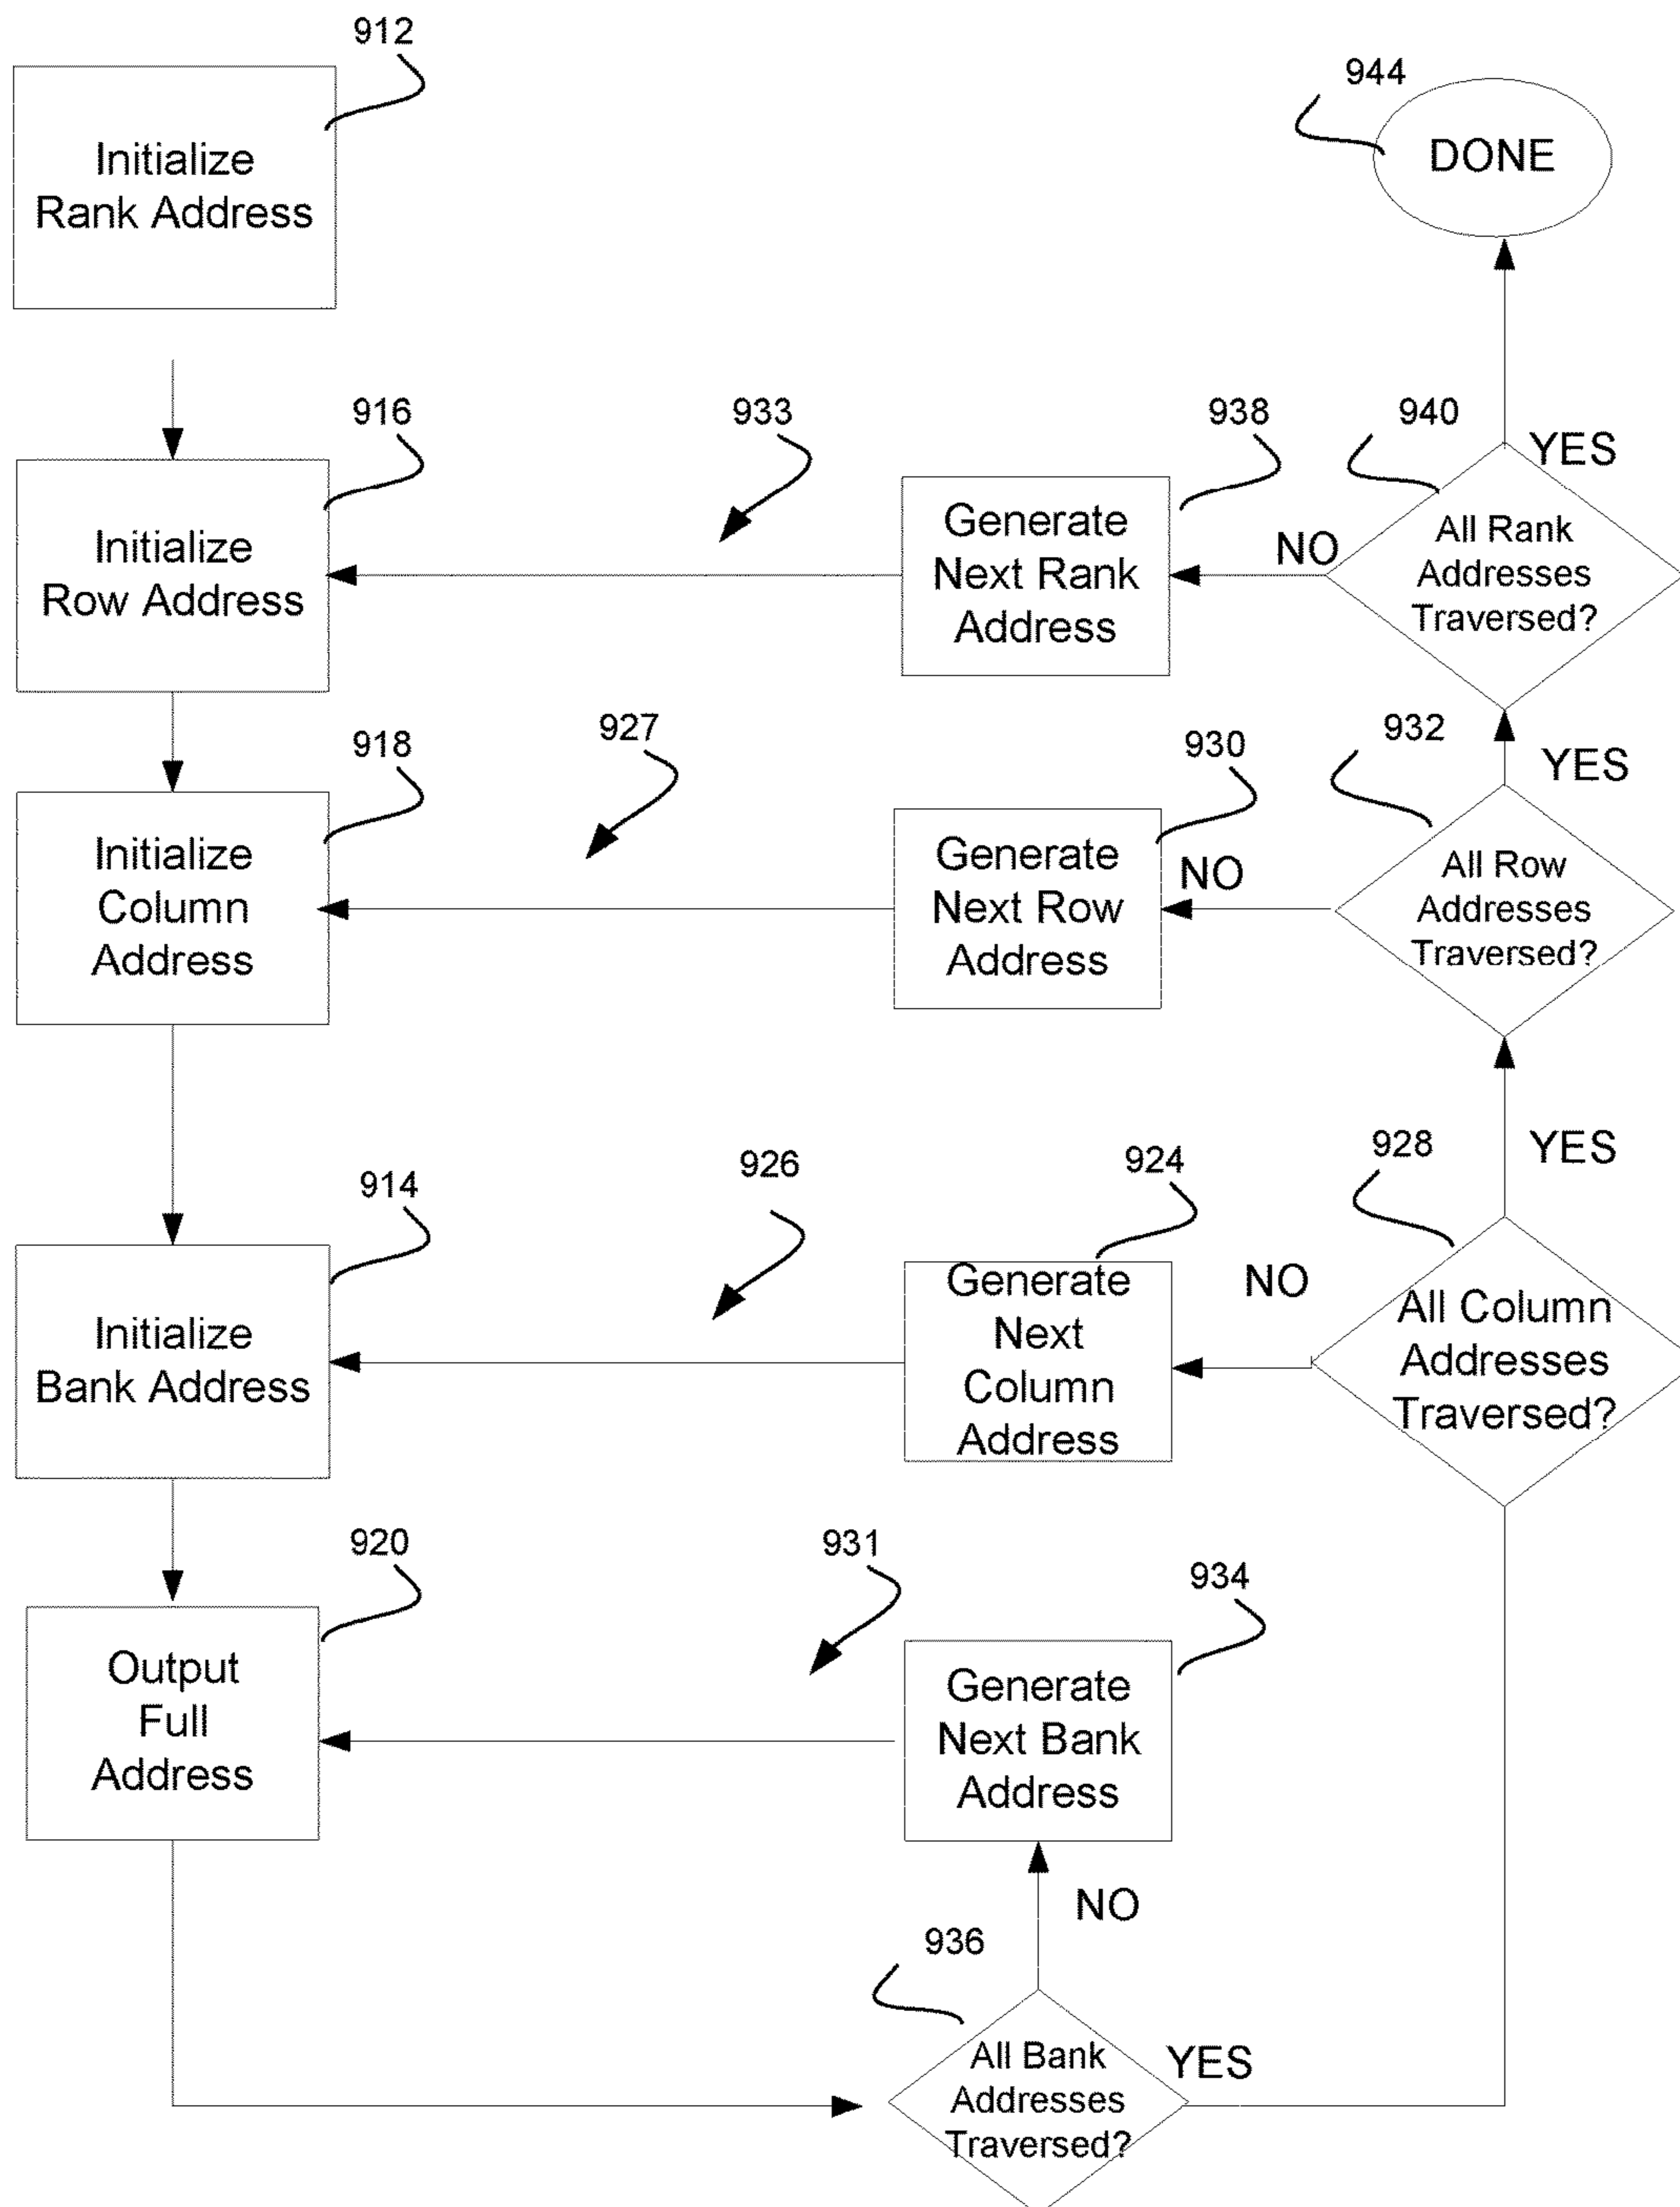 912
Initialize
Rank Address
944
DONE
916
Initialize
Row Address
933
938
Generate
Next Rank
Address
NO
940
YES
All Rank
Addresses
Traversed?
918
Initialize
Column
Address
927
930
Generate
Next Row
Address
NO
932
YES
All Row
Addresses
Traversed?
914
Initialize
Bank Address
926
924
Generate
Next
Column
Address
NO
928
YES
All Column
Addresses
Traversed?
920
Output
Full
Address
931
934
Generate
Next Bank
Address
NO
936
All Bank
Addresses
Traversed?
YES